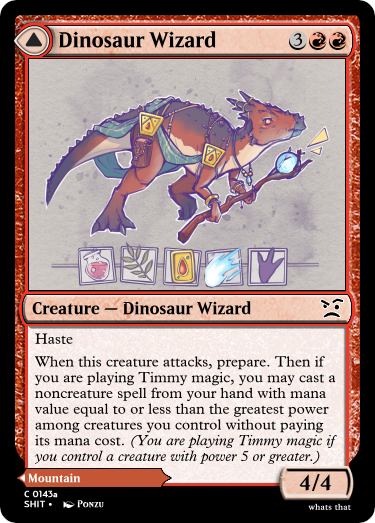 Dinosaur Wizard 3
Creature — Dinosaur Wizard
Haste
When this creature attacks, prepare. Then if
you are playing Timmy magic, you may cast a
noncreature spell from your hand with mana
value equal to or less than the greatest power
among creatures you control without paying
its mana cost. (You are playing Timmy magic if
you control a creature with power 5 or greater.)
Mountain
4/4
C 0143a
SHIT • Ponzu
whats that